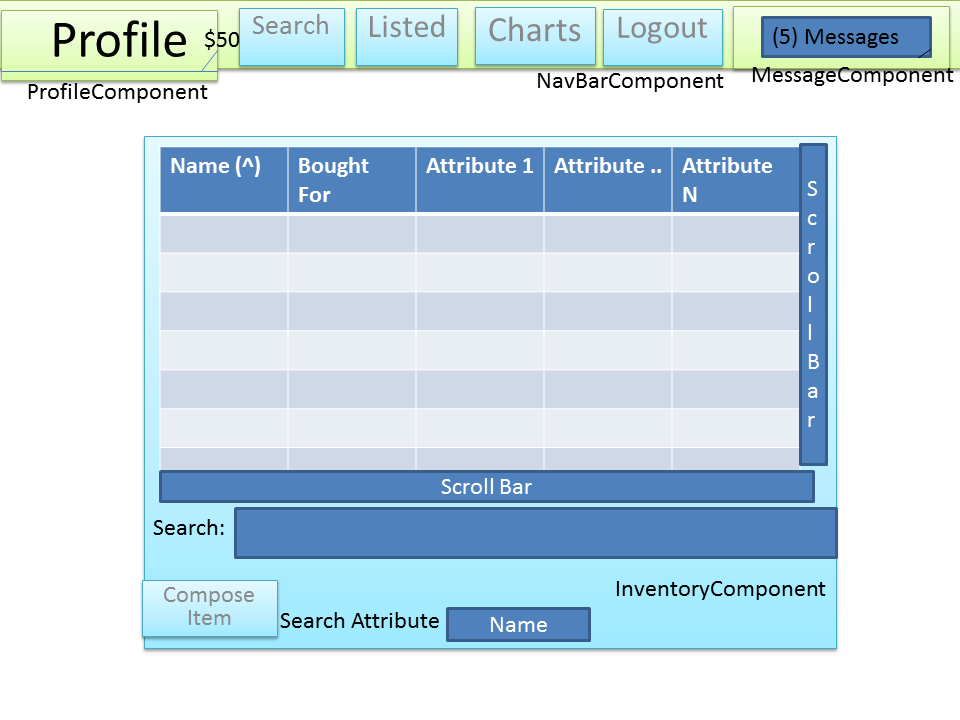 Profile
$50
Search
Listed
Charts
Logout
(5) Messages
ProfileComponent
NavBarComponent
MessageComponent
Name (^)
Bought
For
Attribute 1
Attribute ..
Attribute
N
S
c
r
o
l
l
B
a
r
Scroll Bar
Search:
InventoryComponent
Compose
Item
Search Attribute
Name